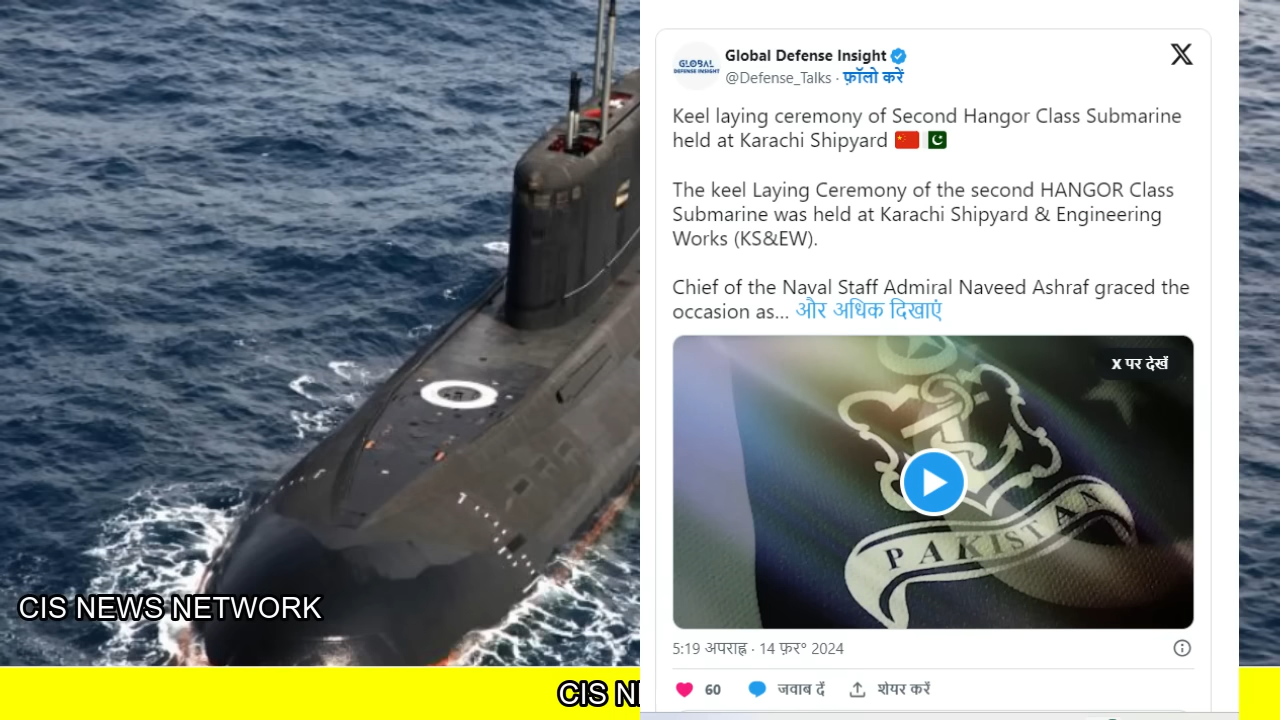 GLOBAL
DEFENSE INSIGHT
Global Defense Insight
@Defense_Talks · फ़ॉलो करें
X
Keel laying ceremony of Second Hangor Class Submarine
held at Karachi Shipyard 🇨🇳 🇵🇰
The keel Laying Ceremony of the second HANGOR Class
Submarine was held at Karachi Shipyard & Engineering
Works (KS&EW).
Chief of the Naval Staff Admiral Naveed Ashraf graced the
occasion as... और अधिक दिखाएं
X पर देखें
PAKISTAN
5:19 अपराह्न · 14 फ़र॰ 2024
60 जवाब दें शेयर करें
CIS NEWS NETWORK
CIS N